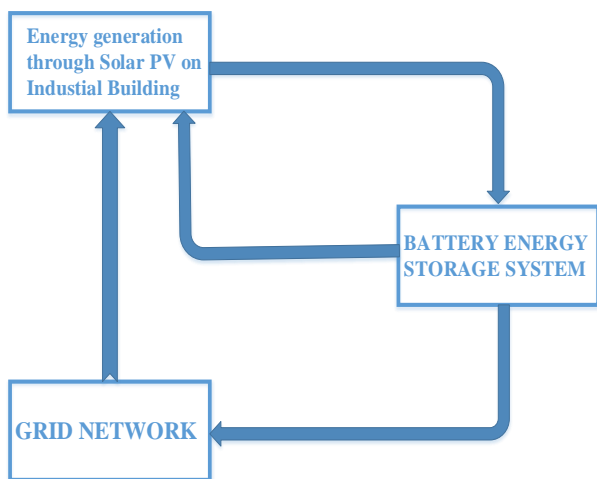 Energy generation
through Solar PV on
Industial Building
BATTERY ENERGY
STORAGE SYSTEM
GRID NETWORK